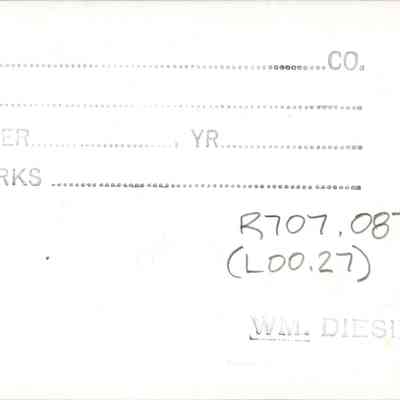 CO.
ER , YR
RKS
R707.087
(L00.27)
WM. DIESI